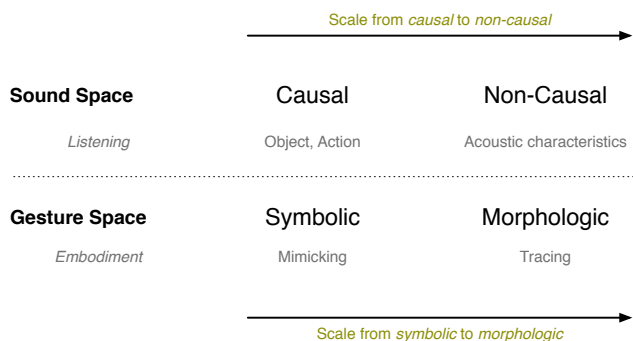 Scale from causal to non-causal
Sound Space Causal Non-Causal
Listening Object, Action Acoustic characteristics
Gesture Space Symbolic Morphologic
Embodiment Mimicking Tracing
Scale from symbolic to morphologic